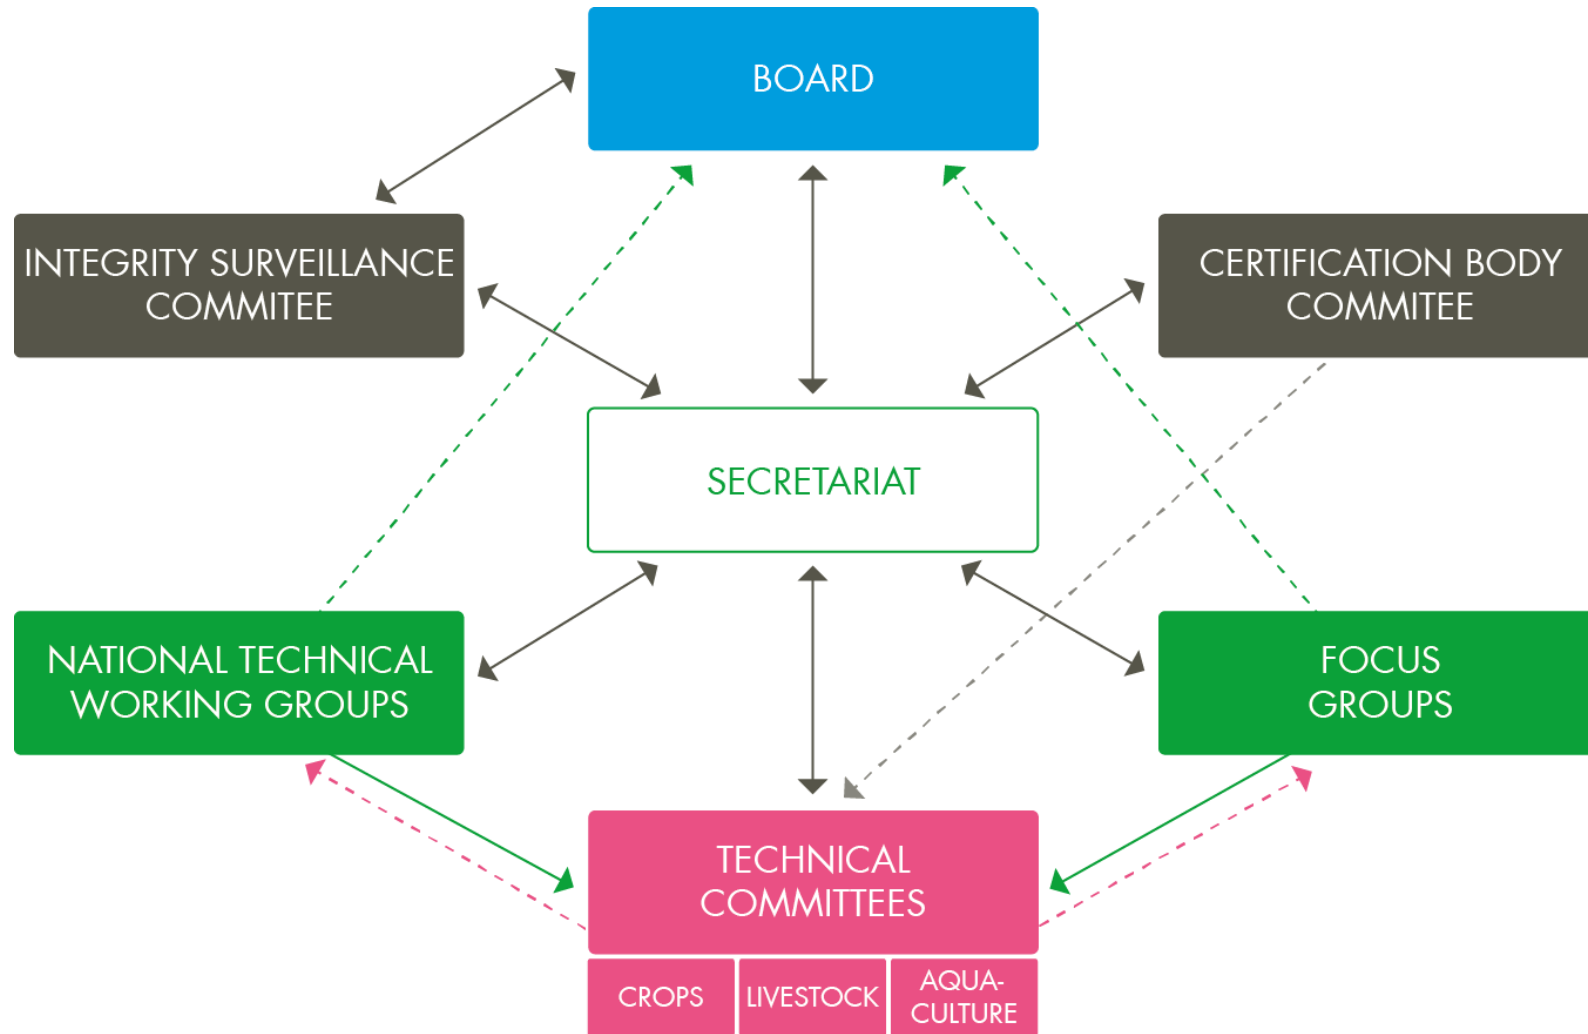 BOARD
INTEGRITY SURVEILLANCE
COMMITEE
CERTIFICATION BODY
COMMITEE
SECRETARIAT
NATIONAL TECHNICAL
WORKING GROUPS
FOCUS
GROUPS
TECHNICAL
COMMITTEES
CROPS
LIVESTOCK
AQUA-
CULTURE